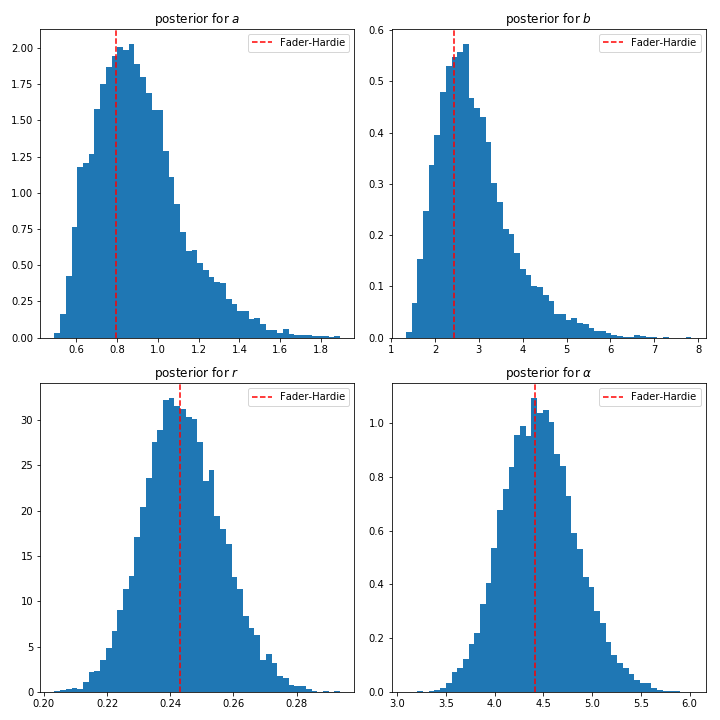 posterior for a
Fader-Hardie
2.00
1.75
1.50
1.25
1.00
0.75
0.50
0.25
0.00
0.6 0.8 1.0 1.2 1.4 1.6 1.8
posterior for b
Fader-Hardie
0.6
0.5
0.4
0.3
0.2
0.1
0.0
1 2 3 4 5 6 7 8
posterior for r
Fader-Hardie
30
25
20
15
10
5
0
0.20 0.22 0.24 0.26 0.28
posterior for α
Fader-Hardie
1.0
0.8
0.6
0.4
0.2
0.0
3.0 3.5 4.0 4.5 5.0 5.5 6.0